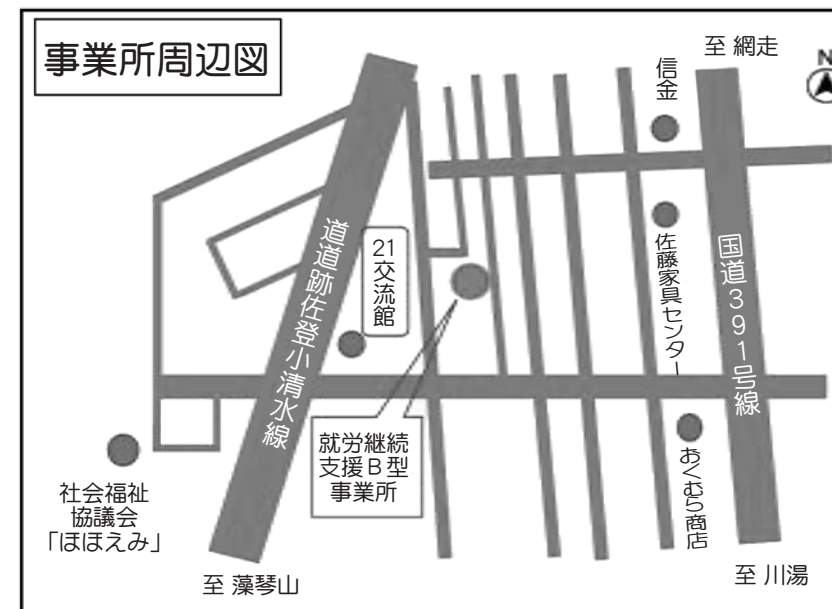 事業所周辺図
至 網走
N
信金
道道跡佐登小清水線
21
交流館
佐藤家具センター
国道391号線
就労継続
支援B型
事業所
おくむら商店
社会福祉
協議会
「ほほえみ」
至 藻琴山
至 川湯